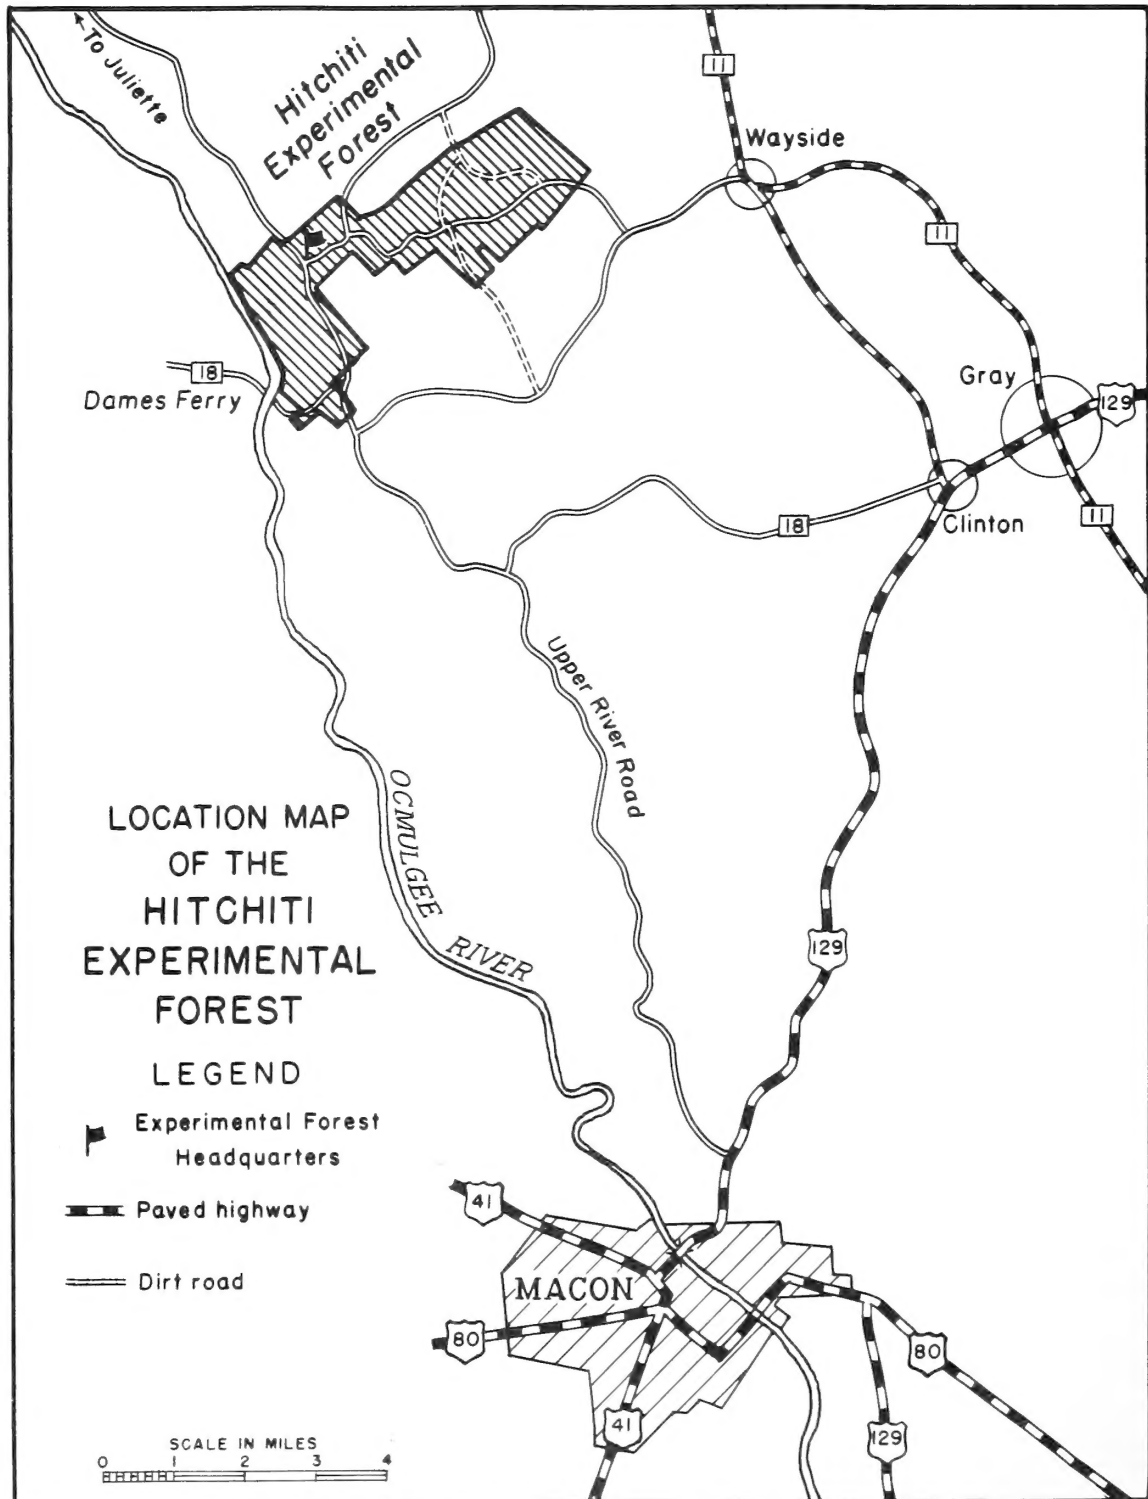 To Juliette
Hitchiti
Experimental
Forest
11
Wayside
11
Gray
129
18
Dames Ferry
18
Clinton
11
Upper River Road
OCMULGEE RIVER
129
LOCATION MAP
OF THE
HITCHITI
EXPERIMENTAL
FOREST
LEGEND
Experimental Forest
Headquarters
Paved highway
Dirt road
41
MACON
80
80
41
129
SCALE IN MILES
0 1 2 3 4